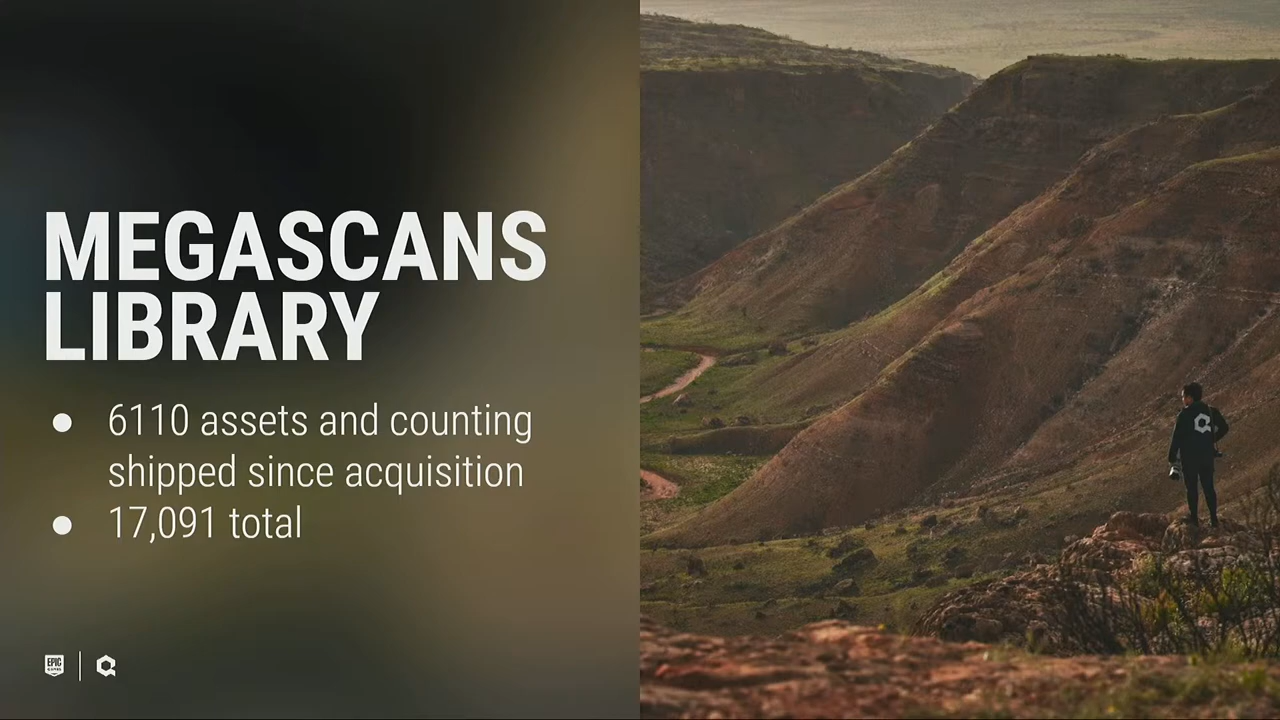 MEGASCANS
LIBRARY
● 6110 assets and counting
shipped since acquisition
● 17,091 total
EPIC
GAMES